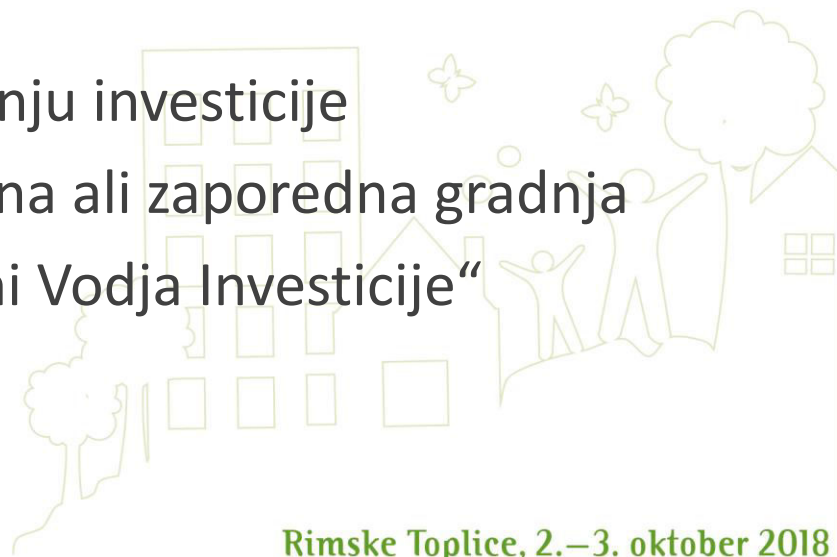 nju investicije
na ali zaporedna gradnja
ni Vodja Investicije“
Rimske Toplice, 2.–3. oktober 2018